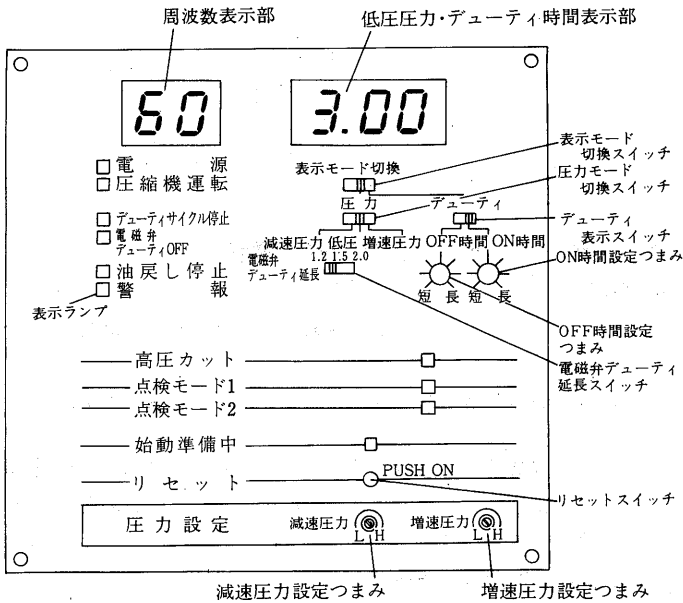 周波数表示部
低圧圧力・デューティ時間表示部
60
3.00
電源
圧縮機運転
デューティサイクル停止
電磁弁
デューティOFF
油戻し停止
警報
表示ランプ
表示モード切換
圧力
デューティ
減速圧力 低圧 増速圧力
OFF時間 ON時間
電磁弁
デューティ延長
1.2 1.5 2.0
短 長 短 長
表示モード
切換スイッチ
圧力モード
切換スイッチ
デューティ
表示スイッチ
ON時間設定つまみ
OFF時間設定
つまみ
電磁弁デューティ
延長スイッチ
高圧カット
点検モード1
点検モード2
始動準備中
リセット
PUSH ON
リセットスイッチ
圧力設定
減速圧力
L H
増速圧力
L H
減速圧力設定つまみ
増速圧力設定つまみ